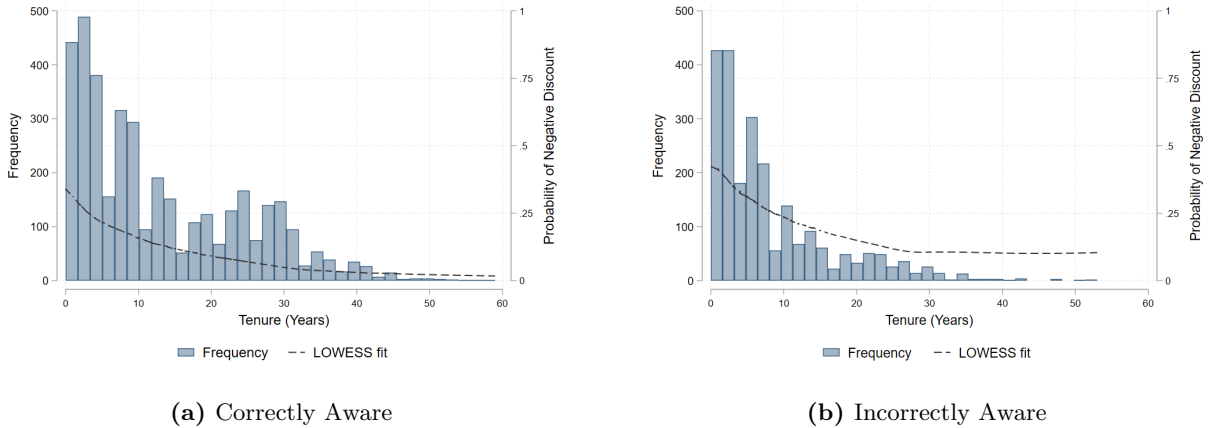 500
400
300
200
100
0
Frequency
1
.75
.5
.25
0
Probability of Negative Discount
0 10 20 30 40 50 60
Tenure (Years)
Frequency LOWESS fit
(a) Correctly Aware
500
400
300
200
100
0
Frequency
1
.75
.5
.25
0
Probability of Negative Discount
0 10 20 30 40 50 60
Tenure (Years)
Frequency LOWESS fit
(b) Incorrectly Aware